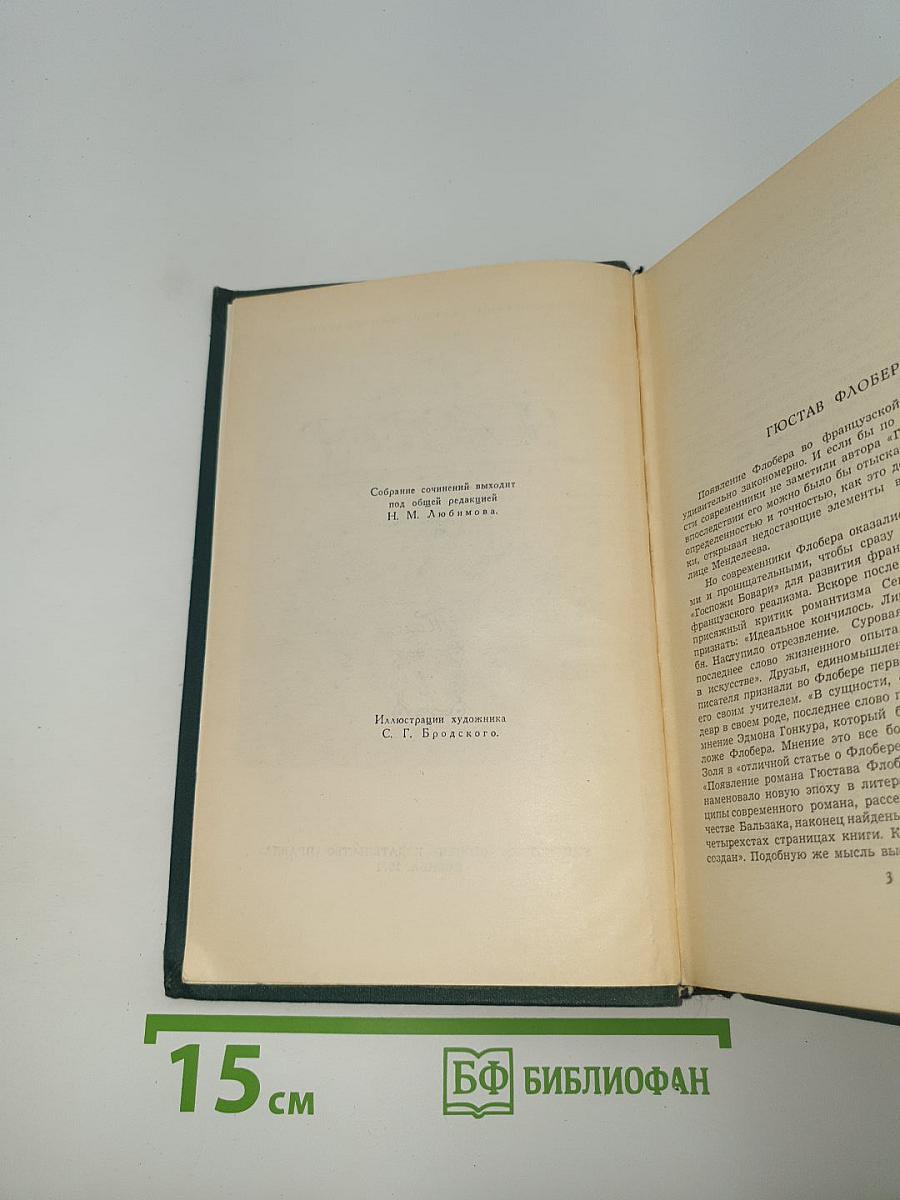 Собрание сочинений выходит
под общей редакцией
Н. М. Любимова.
Иллюстрации художника
С. Г. Бродского.
ГЮСТАВ ФЛОБЕР
Появление Флобера во французской
удивительно закономерно. И если бы по
сти современники не заметили автора «Г
впоследствии его можно было бы отыска
определенностью и точностью, как это д
ки, открывая недостающие элементы в
лице Менделеева.
Но современники Флобера оказалис
ми и проницательными, чтобы сразу
«Госпожи Бовари» для развития фран
французского реализма. Вскоре после
присяжный критик романтизма Сен
признать: «Идеальное кончилось. Ли
бя. Наступило отрезвление. Суровая
последнее слово жизненного опыта
в искусстве». Друзья, единомышлен
писателя признали во Флобере перв
его своим учителем. «В сущности,
девр в своем роде, последнее слово
мнение Эдмона Гонкура, который б
ложе Флобера. Мнение это все бо
Золя в «отличной статье о Флобере
«Появление романа Гюстава Флоб
наменовало новую эпоху в литера
ципы современного романа, рассе
честве Бальзака, наконец найдены
четырехстах страницах книги. К
создан». Подобную же мысль выс
3
15 см
БФ БИБЛИОФАН